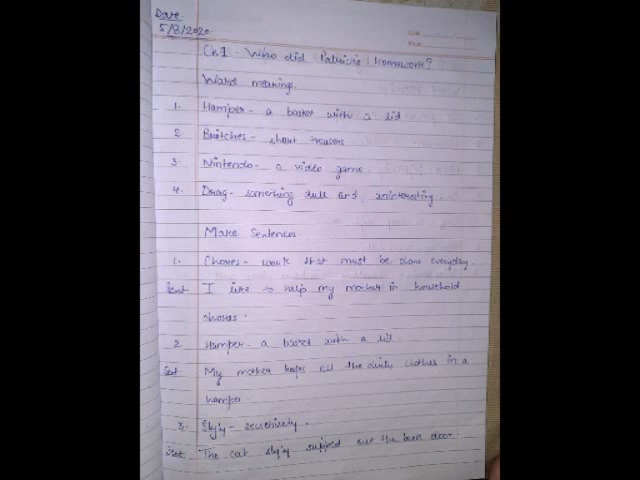 Date
5/8/2020.
Ch.1 Who did Patrick's Homework?
Word meanings.
1. Hamper - a basket with a lid
2. Britches - short trousers
3. Nintendo - a video game.
4. Drag - something dull and uninteresting.
Make Sentences.
1. Chores - work that must be done everyday.
Sent I like to help my mother in household
chores.
2. Hamper - a basket with a lid.
Sent My mother keeps all the dirty clothes in a
hamper
3. Slyly - secretively.
Sent The cat slyly out the back door.